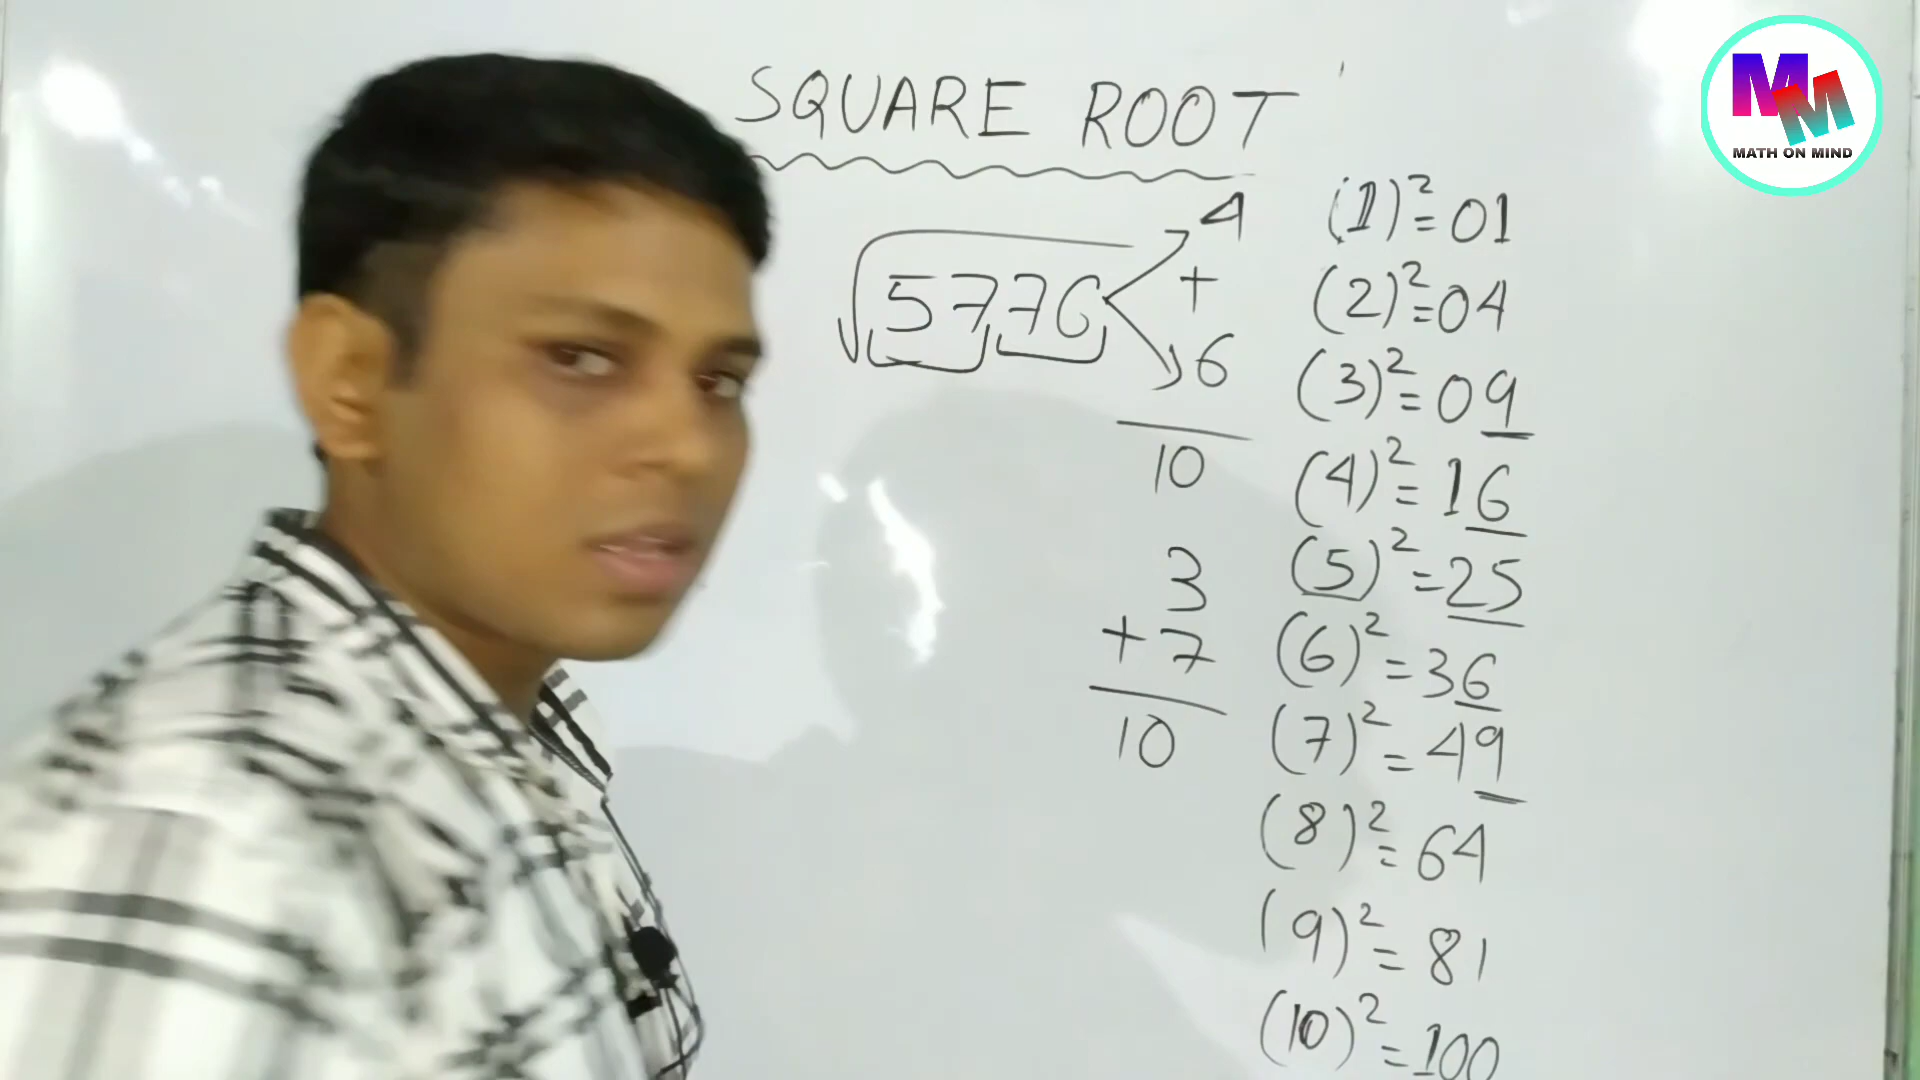 SQUARE ROOT
√5776
4
+
6
10
3
+ 7
10
(1)² = 01
(2)² = 04
(3)² = 09
(4)² = 16
(5)² = 25
(6)² = 36
(7)² = 49
(8)² = 64
(9)² = 81
(10)² = 100
MM
MATH ON MIND